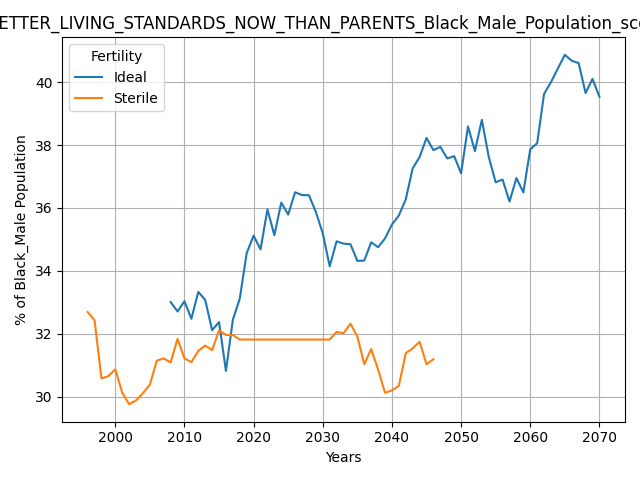 ETTER_LIVING_STANDARDS_NOW_THAN_PARENTS_Black_Male_Population_sc
Fertility
Ideal
Sterile
% of Black_Male Population
40
38
36
34
32
30
2000 2010 2020 2030 2040 2050 2060 2070
Years